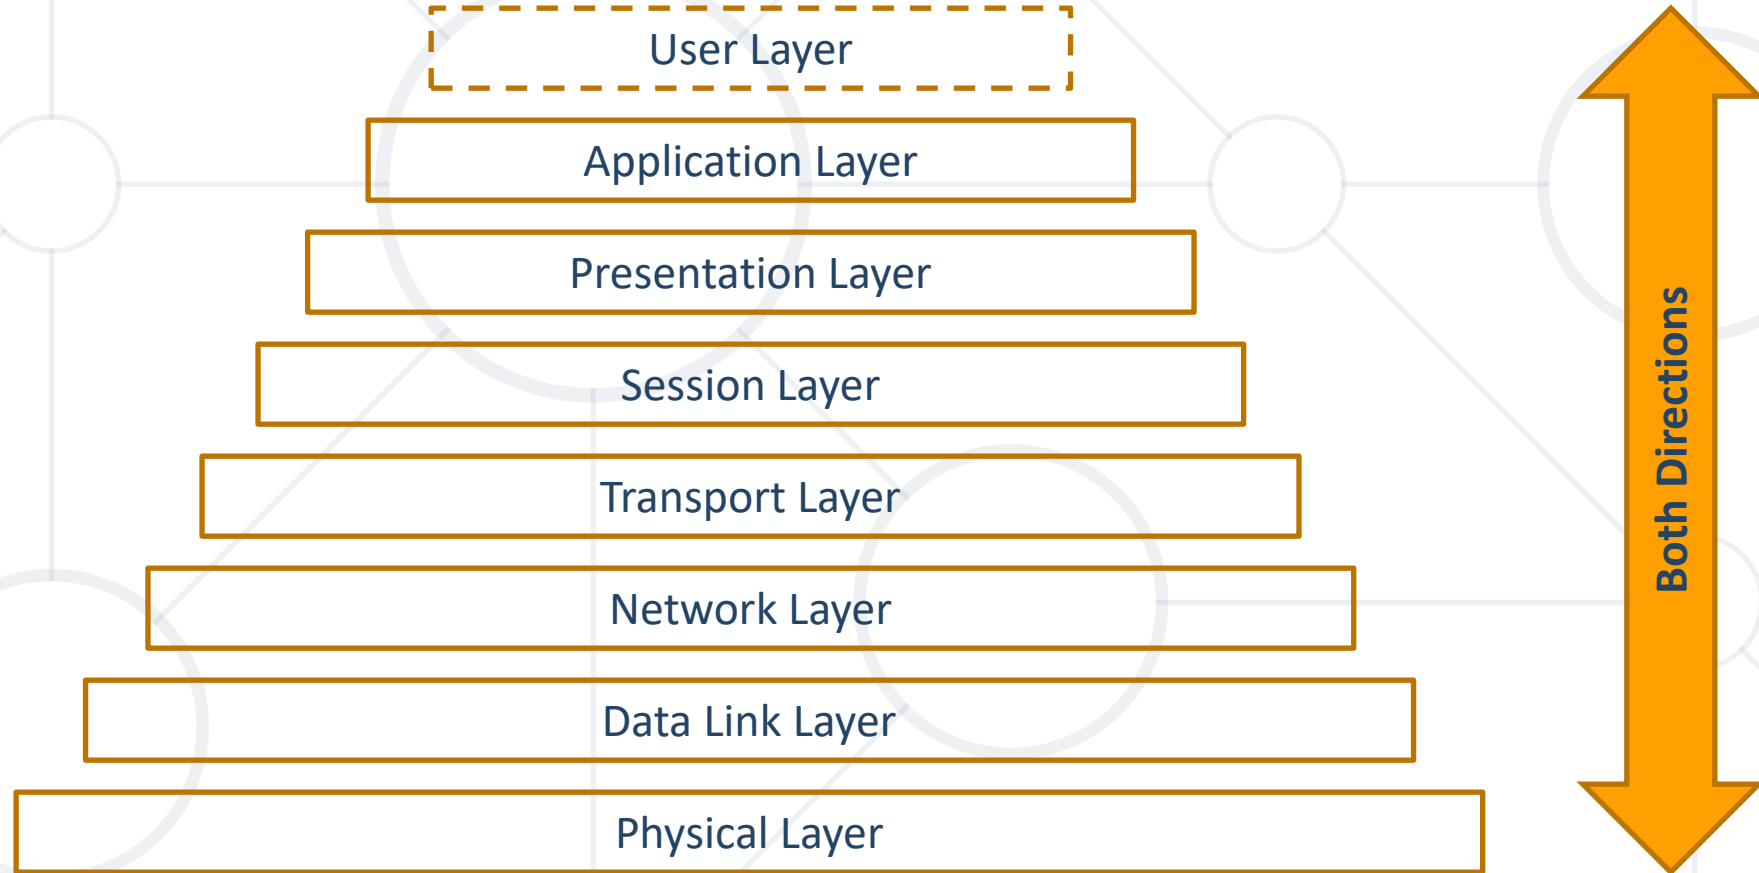 User Layer
Application Layer
Presentation Layer
Session Layer
Transport Layer
Network Layer
Data Link Layer
Physical Layer
Both Directions